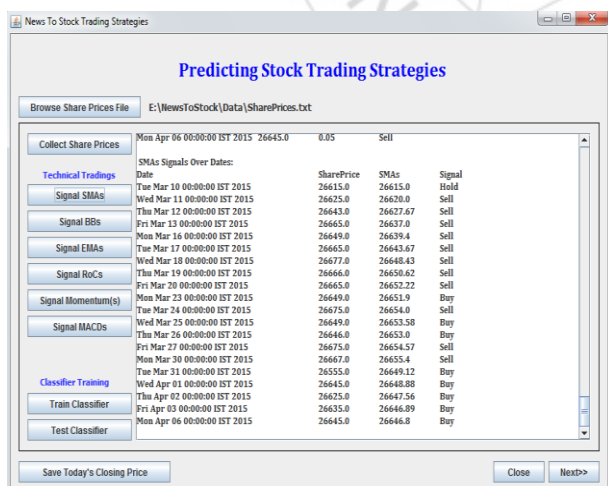 News To Stock Trading Strategies
Predicting Stock Trading Strategies
Browse Share Prices File E:\NewsToStock\Data\SharePrices.txt
Collect Share Prices
Technical Tradings
Signal SMAs
Signal BBs
Signal EMAs
Signal RoCs
Signal Momentum(s)
Signal MACDs
Classifier Training
Train Classifier
Test Classifier
Mon Apr 06 00:00:00 IST 2015 26645.0 0.05 Sell
SMAs Signals Over Dates:
Date SharePrice SMAs Signal
Tue Mar 10 00:00:00 IST 2015 26615.0 26615.0 Hold
Wed Mar 11 00:00:00 IST 2015 26625.0 26620.0 Sell
Thu Mar 12 00:00:00 IST 2015 26643.0 26627.67 Sell
Fri Mar 13 00:00:00 IST 2015 26665.0 26637.0 Sell
Mon Mar 16 00:00:00 IST 2015 26649.0 26639.4 Sell
Tue Mar 17 00:00:00 IST 2015 26665.0 26643.67 Sell
Wed Mar 18 00:00:00 IST 2015 26677.0 26648.43 Sell
Thu Mar 19 00:00:00 IST 2015 26666.0 26650.62 Sell
Fri Mar 20 00:00:00 IST 2015 26665.0 26652.22 Sell
Mon Mar 23 00:00:00 IST 2015 26649.0 26651.9 Buy
Tue Mar 24 00:00:00 IST 2015 26675.0 26654.0 Sell
Wed Mar 25 00:00:00 IST 2015 26649.0 26653.58 Buy
Thu Mar 26 00:00:00 IST 2015 26646.0 26653.0 Buy
Fri Mar 27 00:00:00 IST 2015 26675.0 26654.57 Sell
Mon Mar 30 00:00:00 IST 2015 26667.0 26655.4 Sell
Tue Mar 31 00:00:00 IST 2015 26555.0 26649.12 Buy
Wed Apr 01 00:00:00 IST 2015 26645.0 26648.88 Buy
Thu Apr 02 00:00:00 IST 2015 26625.0 26647.56 Buy
Fri Apr 03 00:00:00 IST 2015 26635.0 26646.89 Buy
Mon Apr 06 00:00:00 IST 2015 26645.0 26646.8 Buy
Save Today's Closing Price Close Next>>